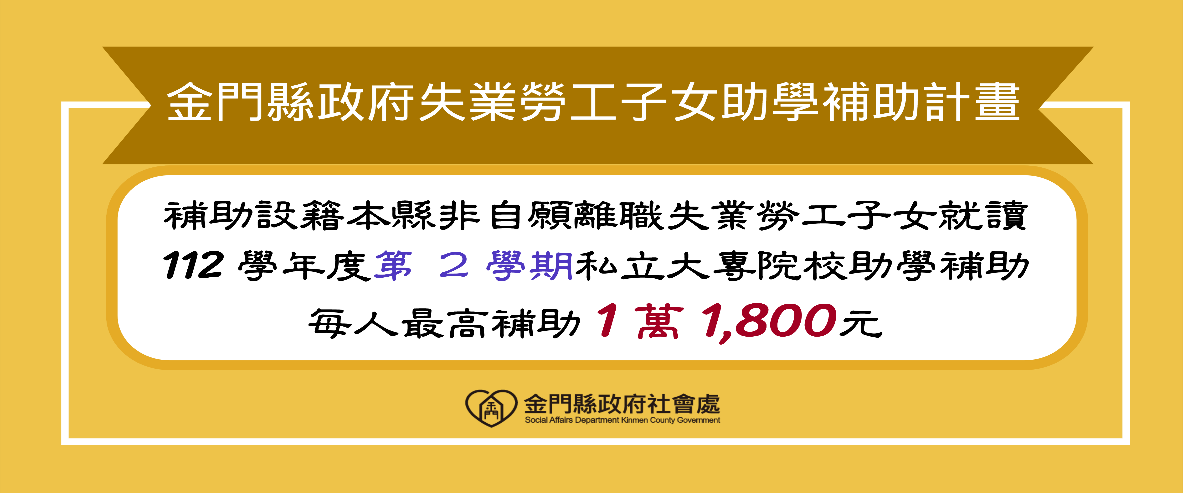 金門縣政府失業勞工子女助學補助計畫
補助設籍本縣非自願離職失業勞工子女就讀
112 學年度第 2 學期私立大專院校助學補助
每人最高補助 1 萬 1,800元
金門縣政府社會處
Social Affairs Department Kinmen County Government